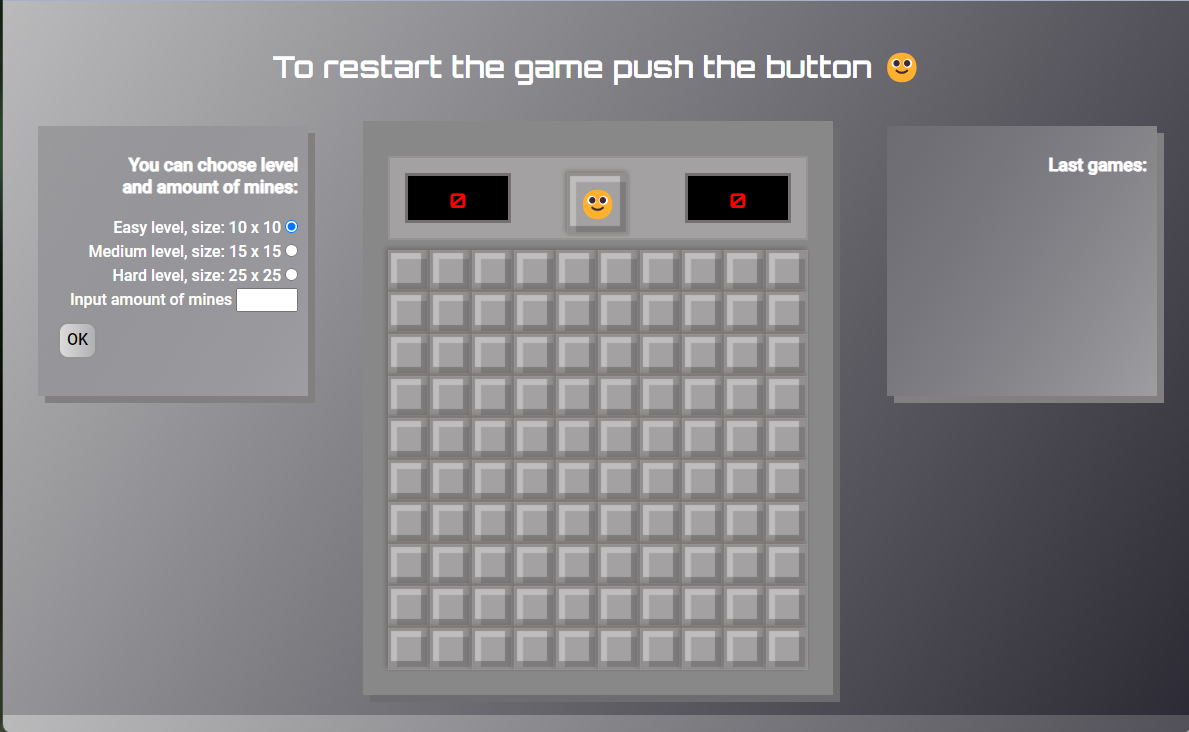 To restart the game push the button
You can choose level
and amount of mines:
Easy level, size: 10 x 10
Medium level, size: 15 x 15
Hard level, size: 25 x 25
Input amount of mines
OK
0
0
Last games: